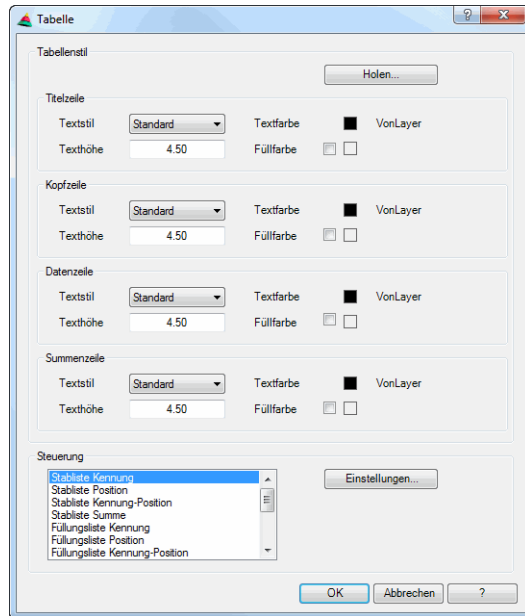 Tabelle
Tabellenstil
Holen...
Titelzeile
Textstil Standard Textfarbe VonLayer
Texthöhe 4.50 Füllfarbe
Kopfzeile
Textstil Standard Textfarbe VonLayer
Texthöhe 4.50 Füllfarbe
Datenzeile
Textstil Standard Textfarbe VonLayer
Texthöhe 4.50 Füllfarbe
Summenzeile
Textstil Standard Textfarbe VonLayer
Texthöhe 4.50 Füllfarbe
Steuerung
Stabliste Kennung
Einstellungen...
Stabliste Position
Stabliste Kennung-Position
Stabliste Summe
Füllungsliste Kennung
Füllungsliste Position
Füllungsliste Kennung-Position
OK Abbrechen ?